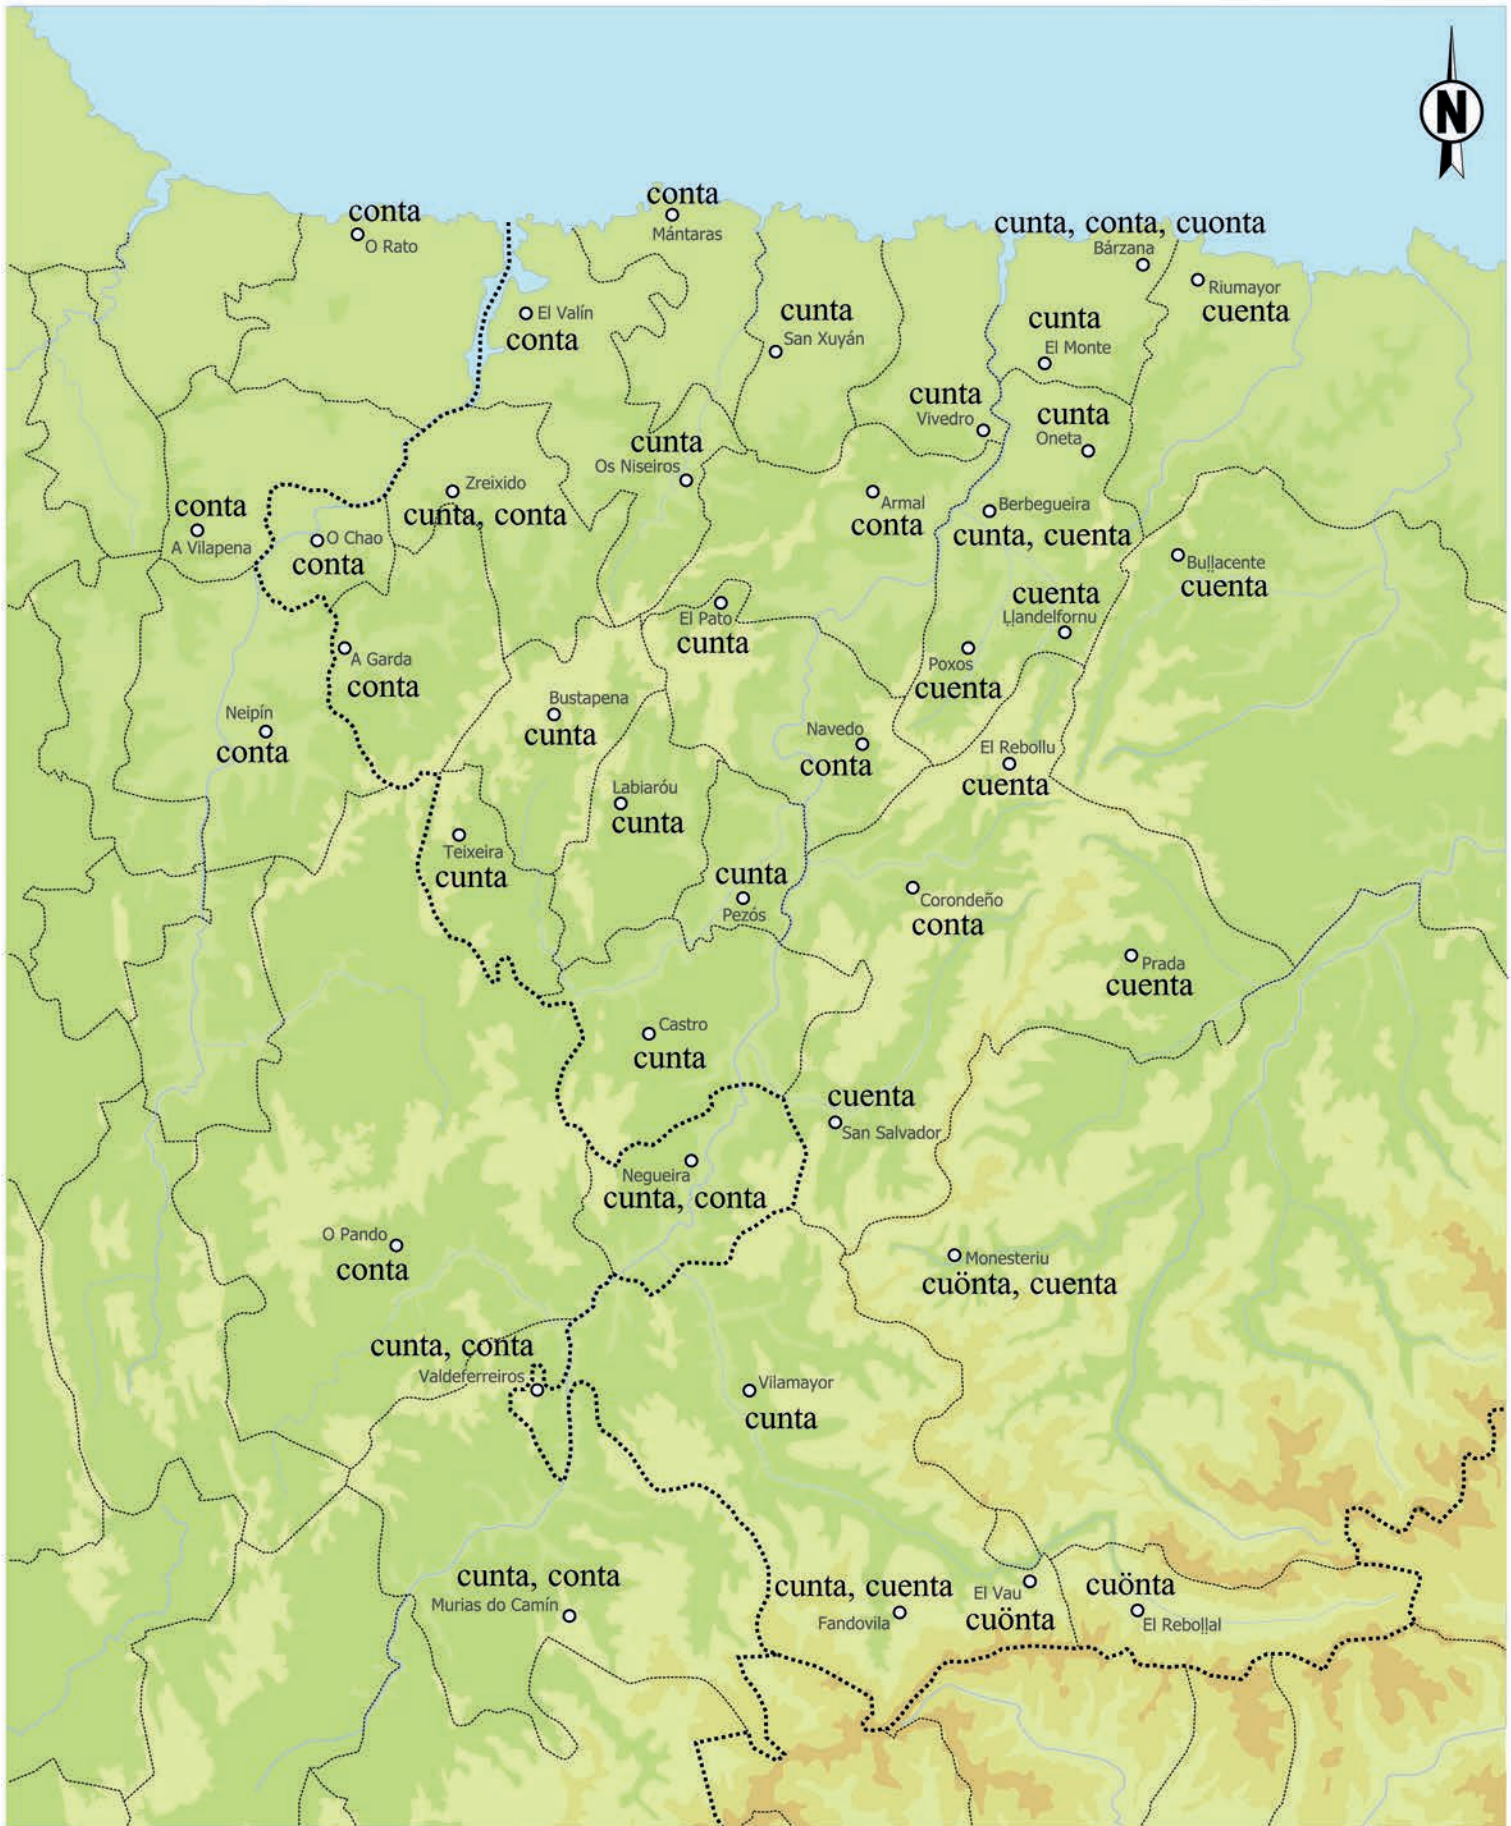 N
conta
O Rato
conta
Mántaras
cunta, conta, cuonta
Bárzana
Riumayor
cuenta
El Valín
conta
cunta
San Xuyán
cunta
El Monte
cunta
Vivedro
cunta
Oneta
cunta
Os Niseiros
Zreixido
cunta, conta
Armal
conta
Berbegueira
cunta, cuenta
conta
A Vilapena
O Chao
conta
Buḷḷacente
cuenta
cuenta
Ḷḷandelfornu
El Pato
cunta
A Garda
conta
Poxos
cuenta
Bustapena
cunta
Neipín
conta
Navedo
conta
El Rebollu
cuenta
Labiaróu
cunta
Teixeira
cunta
cunta
Pezós
Corondeño
conta
Prada
cuenta
Castro
cunta
cuenta
San Salvador
Negueira
cunta, conta
O Pando
conta
Monesteriu
cuönta, cuenta
cunta, conta
Valdeferreiros
Vilamayor
cunta
cunta, conta
Murias do Camín
cunta, cuenta
Fandovila
El Vau
cuönta
cuönta
El Reboḷḷal